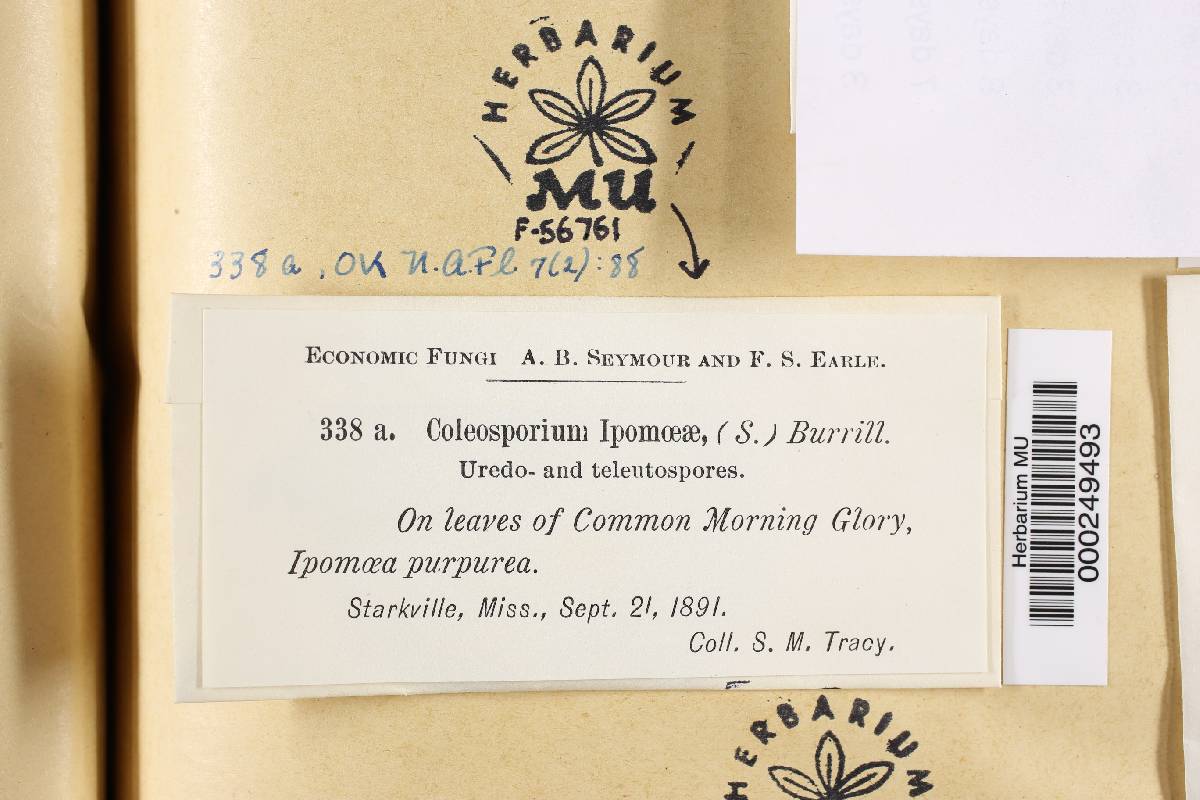 HERBARIUM
MU
F-56761
338 a, OK N.A.Fl. 7(2):88
ECONOMIC FUNGI A. B. SEYMOUR AND F. S. EARLE.
338 a. Coleosporium Ipomœæ, (S.) Burrill.
Uredo- and teleutospores.
On leaves of Common Morning Glory,
Ipomœa purpurea.
Starkville, Miss., Sept. 21, 1891.
Coll. S. M. Tracy.
Herbarium MU
000249493
HERBARIUM